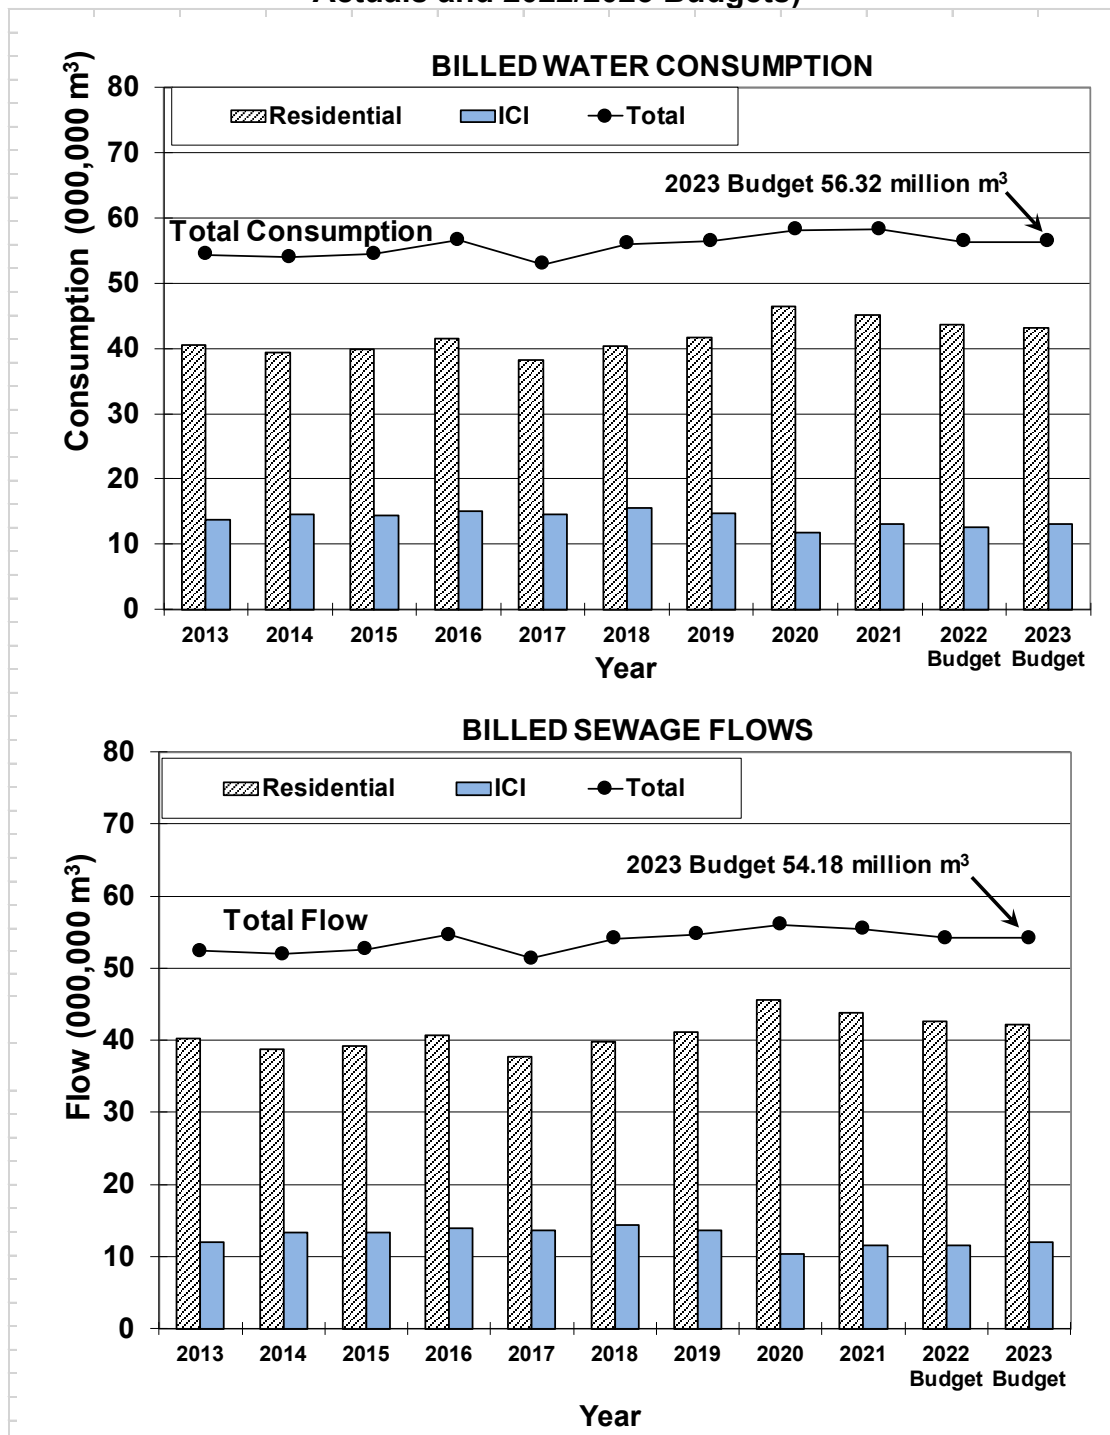 Actuals and 2022/2023 Budgets)
BILLED WATER CONSUMPTION
Residential ICI Total
2023 Budget 56.32 million m³
Total Consumption
Consumption (000,000 m³)
80
70
60
50
40
30
20
10
0
2013 2014 2015 2016 2017 2018 2019 2020 2021 2022 Budget 2023 Budget
Year
BILLED SEWAGE FLOWS
Residential ICI Total
2023 Budget 54.18 million m³
Total Flow
Flow (000,000 m³)
80
70
60
50
40
30
20
10
0
2013 2014 2015 2016 2017 2018 2019 2020 2021 2022 Budget 2023 Budget
Year